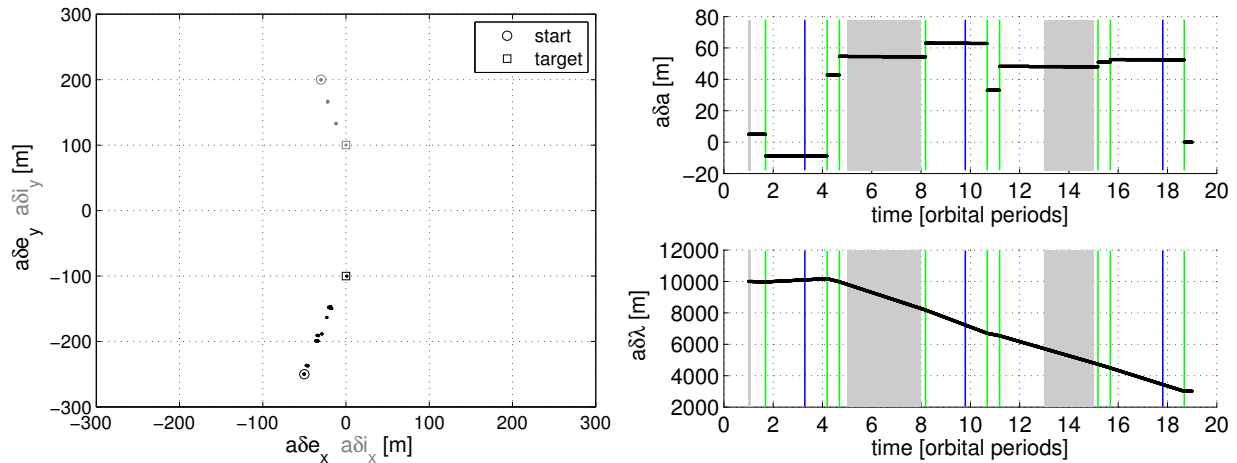 300
200
100
0
−100
−200
−300
−300
−200
−100
0
100
200
300
aδe_y aδi_y [m]
aδe_x aδi_x [m]
start
target
80
60
40
20
0
−20
0 2 4 6 8 10 12 14 16 18 20
aδa [m]
time [orbital periods]
12000
10000
8000
6000
4000
2000
0 2 4 6 8 10 12 14 16 18 20
aδλ [m]
time [orbital periods]